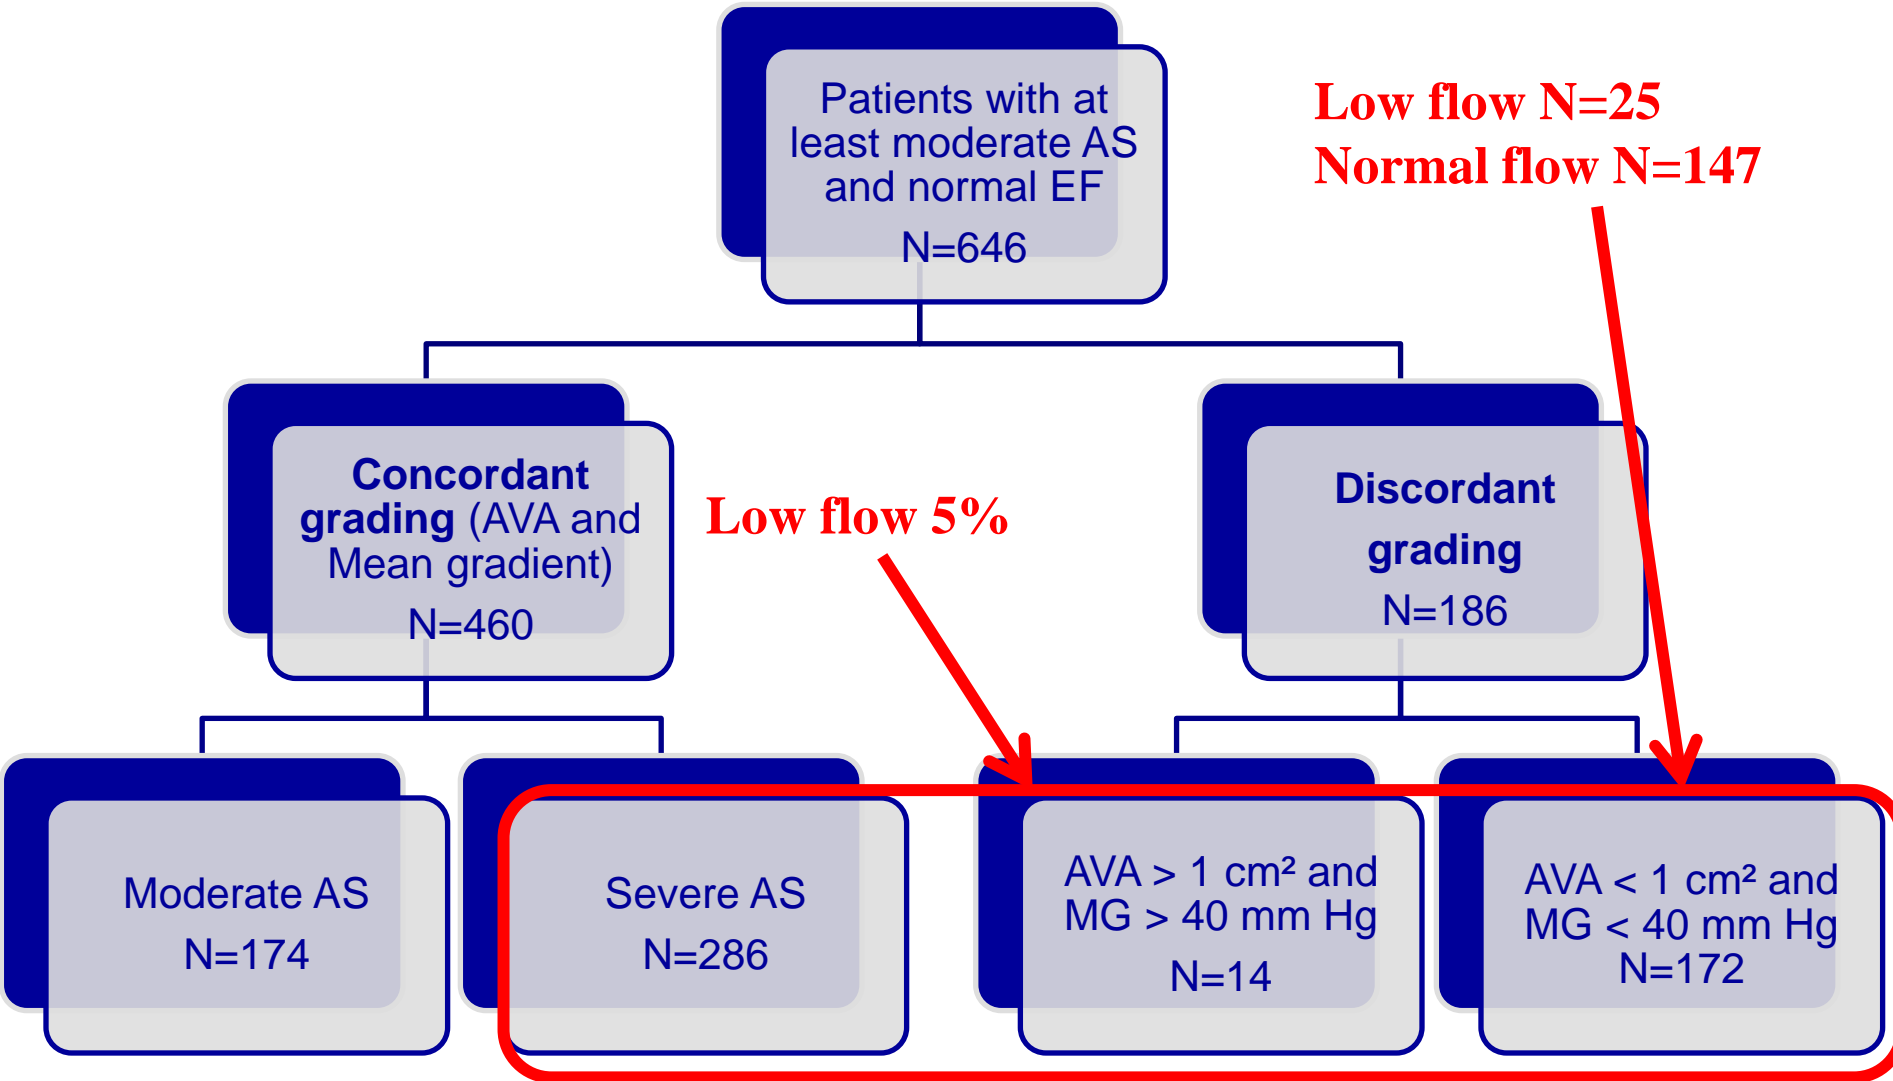 Patients with at
least moderate AS
and normal EF
N=646
Low flow N=25
Normal flow N=147
Concordant
grading (AVA and
Mean gradient)
N=460
Low flow 5%
Discordant
grading
N=186
Moderate AS
N=174
Severe AS
N=286
AVA > 1 cm² and
MG > 40 mm Hg
N=14
AVA < 1 cm² and
MG < 40 mm Hg
N=172